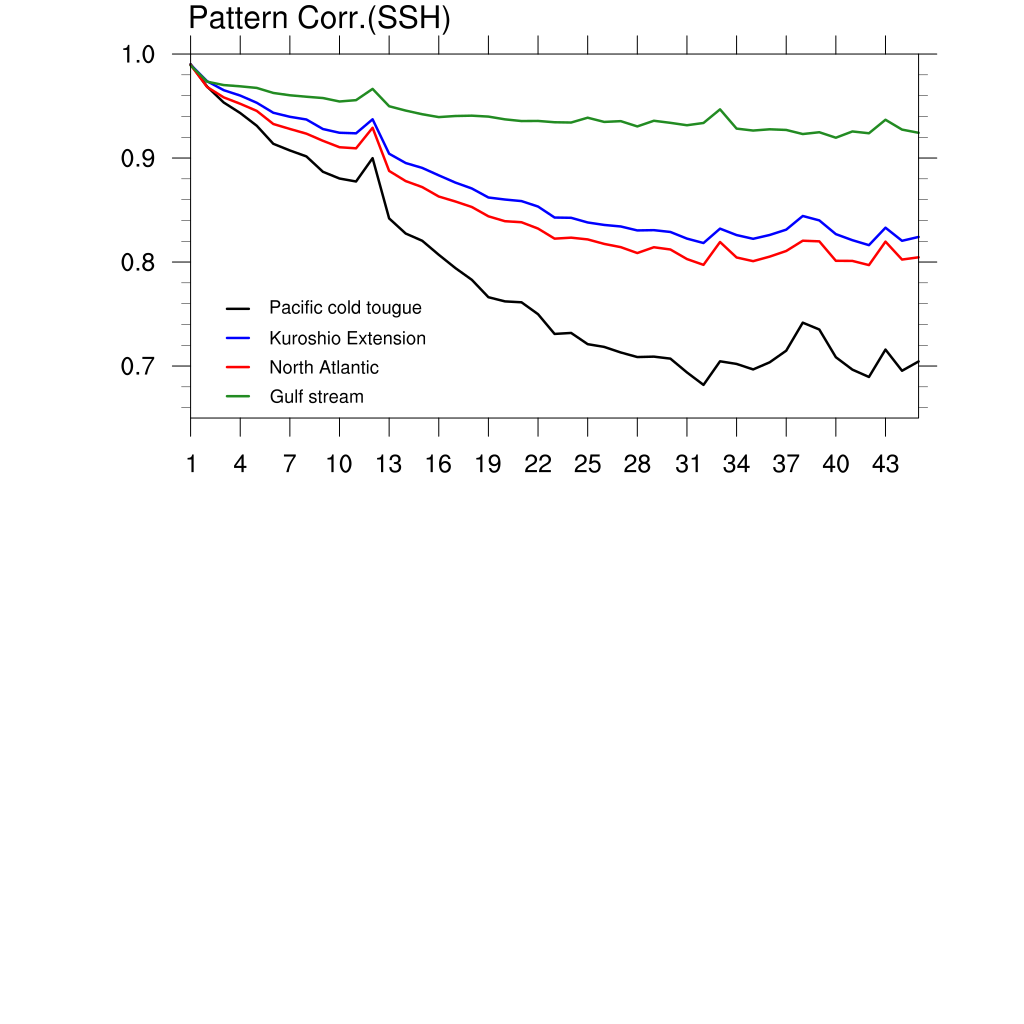 Pattern Corr.(SSH)
1.0
0.9
0.8
0.7
Pacific cold tougue
Kuroshio Extension
North Atlantic
Gulf stream
1 4 7 10 13 16 19 22 25 28 31 34 37 40 43